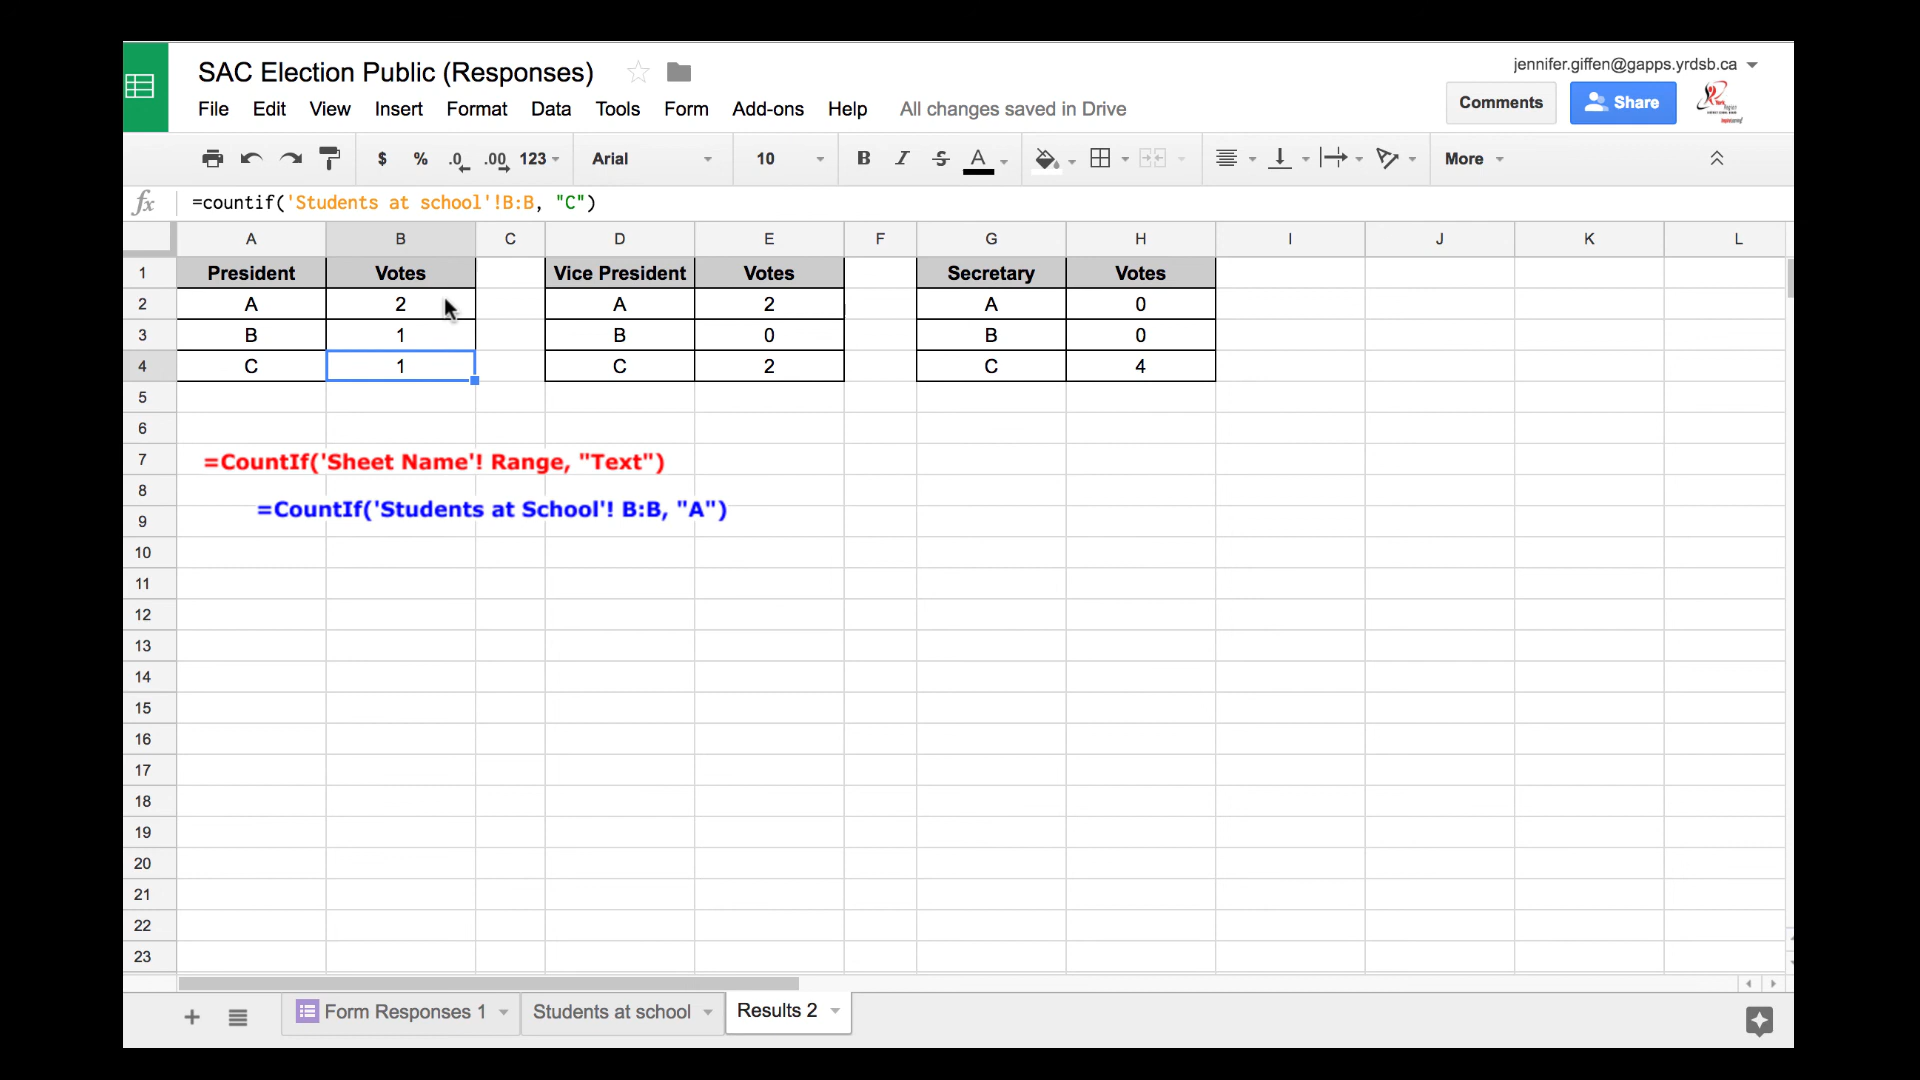 SAC Election Public (Responses)
jennifer.giffen@gapps.yrdsb.ca
File Edit View Insert Format Data Tools Form Add-ons Help All changes saved in Drive
Comments Share
$ % .0 .00 123 Arial 10 B I S A More
fx =countif('Students at school'!B:B, "C")
A B C D E F G H I J K L
1 President Votes Vice President Votes Secretary Votes
2 A 2 A 2 A 0
3 B 1 B 0 B 0
4 C 1 C 2 C 4
5
6
7 =CountIf('Sheet Name'! Range, "Text")
8
9 =CountIf('Students at School'! B:B, "A")
10
11
12
13
14
15
16
17
18
19
20
21
22
23
Form Responses 1 Students at school Results 2